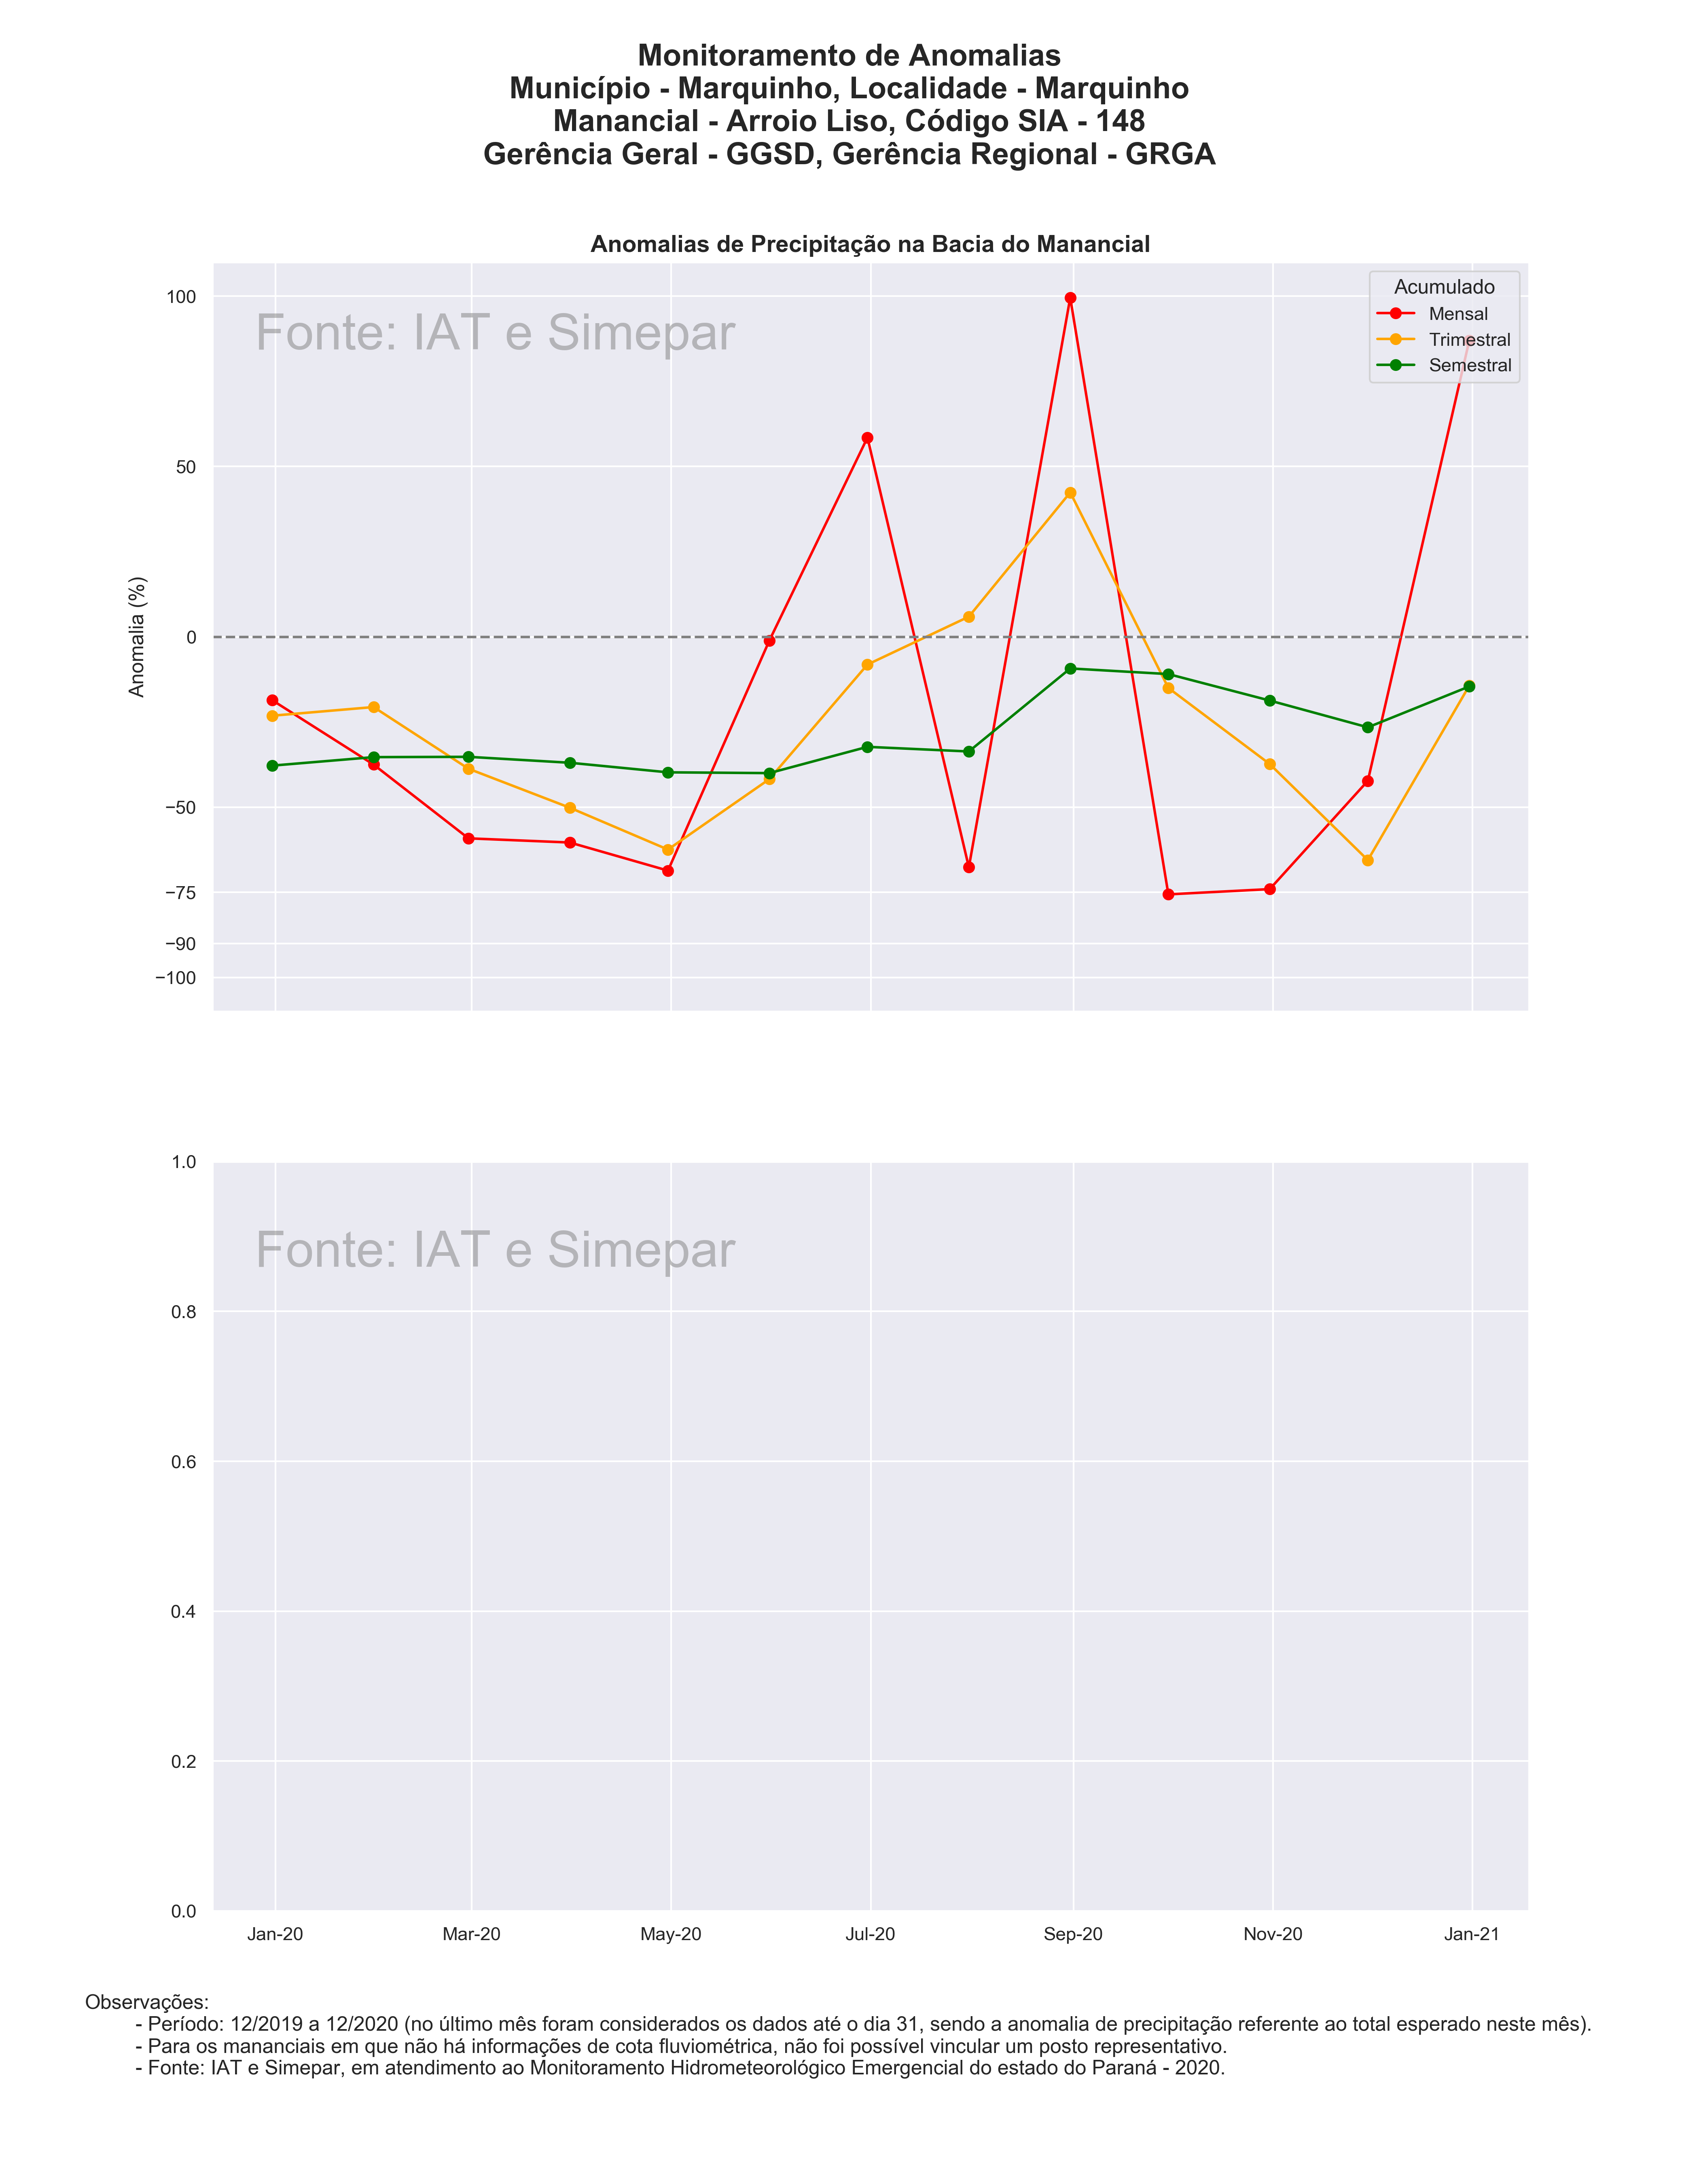 Monitoramento de Anomalias
Município - Marquinho, Localidade - Marquinho
Manancial - Arroio Liso, Código SIA - 148
Gerência Geral - GGSD, Gerência Regional - GRGA
Anomalias de Precipitação na Bacia do Manancial
Fonte: IAT e Simepar
Acumulado
Mensal
Trimestral
Semestral
Anomalia (%)
100
50
0
−50
−75
−90
−100
Fonte: IAT e Simepar
1.0
0.8
0.6
0.4
0.2
0.0
Jan-20 Mar-20 May-20 Jul-20 Sep-20 Nov-20 Jan-21
Observações:
- Período: 12/2019 a 12/2020 (no último mês foram considerados os dados até o dia 31, sendo a anomalia de precipitação referente ao total esperado neste mês).
- Para os mananciais em que não há informações de cota fluviométrica, não foi possível vincular um posto representativo.
- Fonte: IAT e Simepar, em atendimento ao Monitoramento Hidrometeorológico Emergencial do estado do Paraná - 2020.